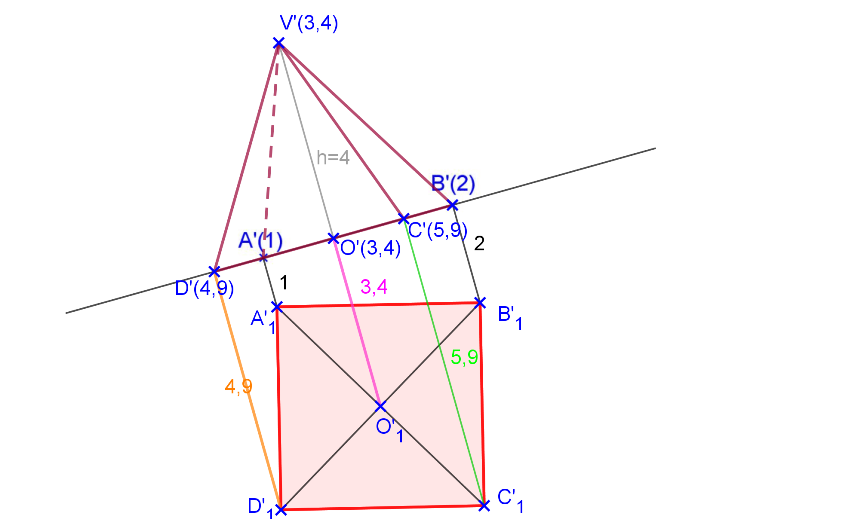 V'(3,4)
h=4
B'(2)
A'(1)
C'(5,9)
O'(3,4)
2
D'(4,9)
1
3,4
A'1
B'1
5,9
4,9
O'1
D'1
C'1